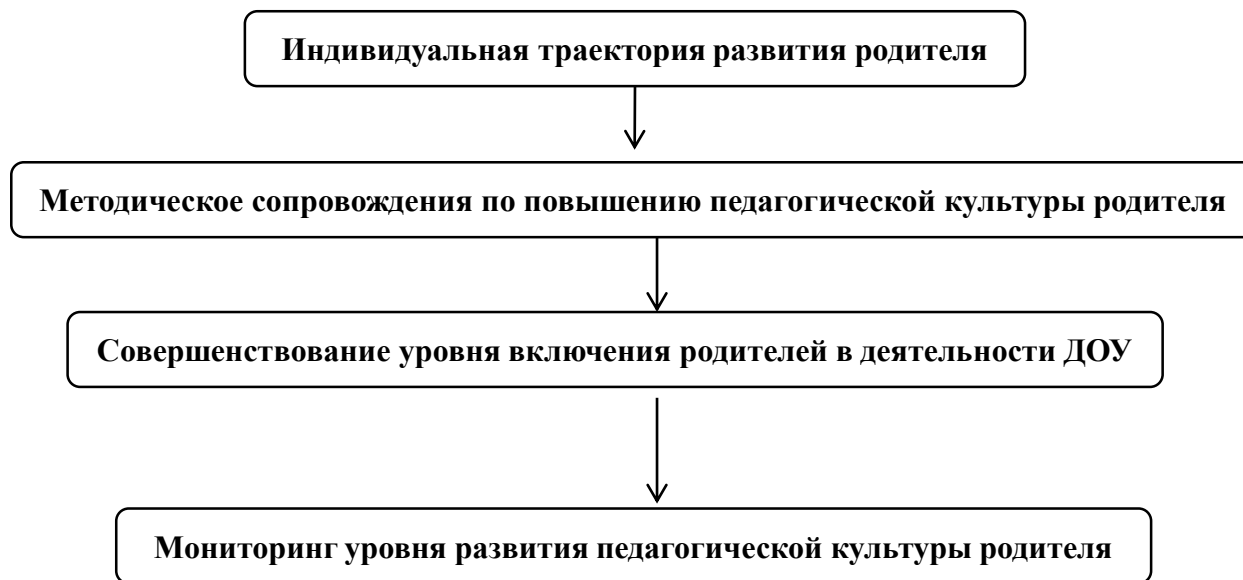 Индивидуальная траектория развития родителя
Методическое сопровождения по повышению педагогической культуры родителя
Совершенствование уровня включения родителей в деятельности ДОУ
Мониторинг уровня развития педагогической культуры родителя